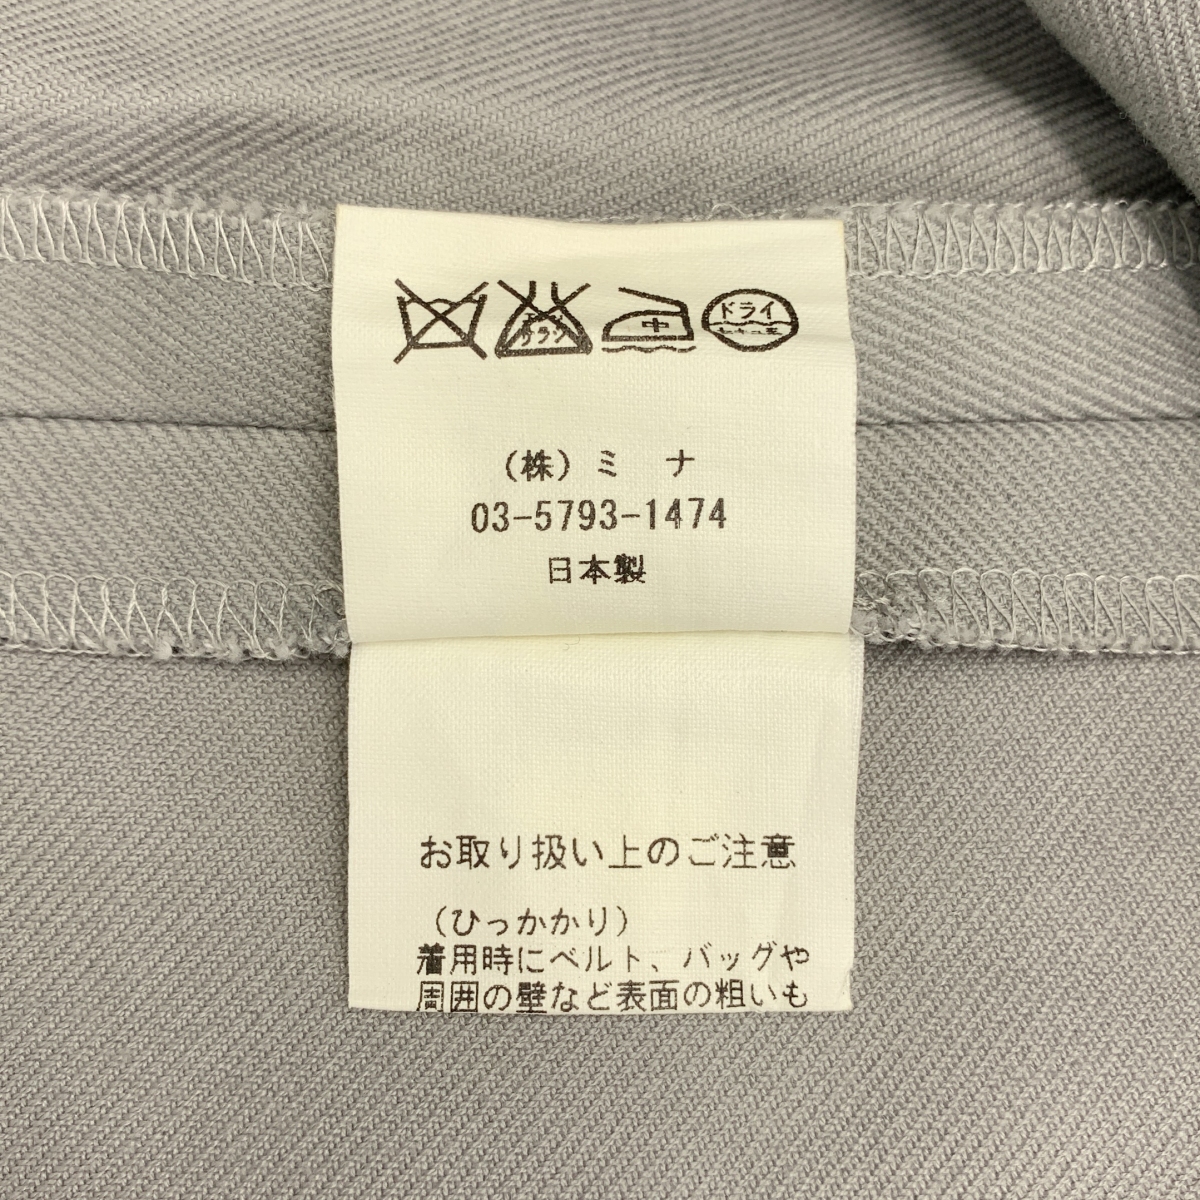 中
ドライ
(株)ミ ナ
03-5793-1474
日本製
お取り扱い上のご注意
(ひっかかり)
着用時にベルト、バッグや
周囲の壁など表面の粗いも